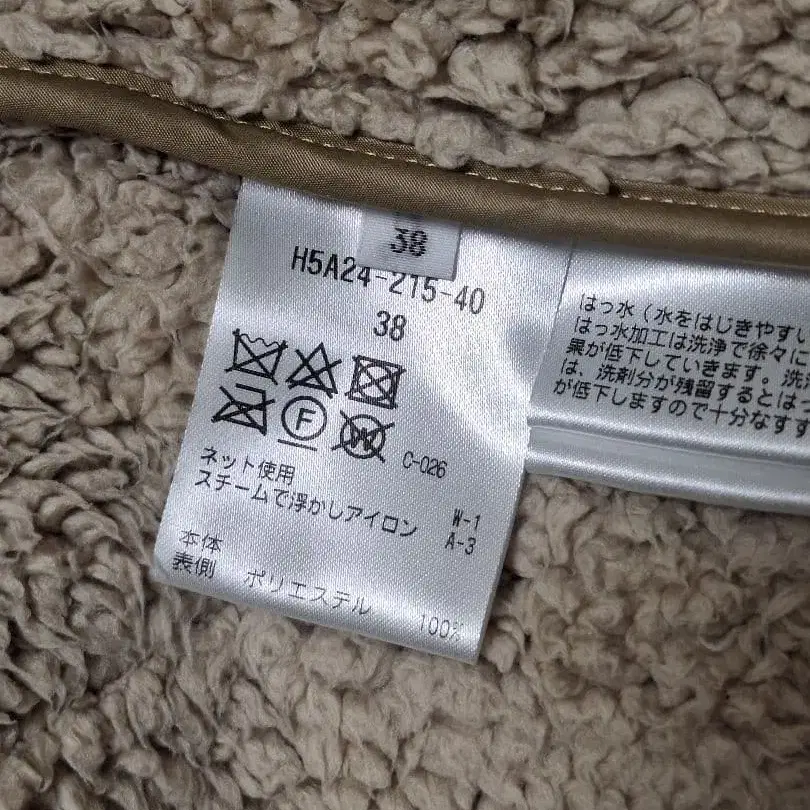 38
H5A24-215-40
38
F
W
C-026
ネット使用 W-1
スチームで浮かしアイロン A-3
本体
表側 ポリエステル 100%
はっ水（水をはじきやすい
はっ水加工は洗浄で徐々に
果が低下していきます。洗
は、洗剤分が残留するとは
が低下しますので十分なすす